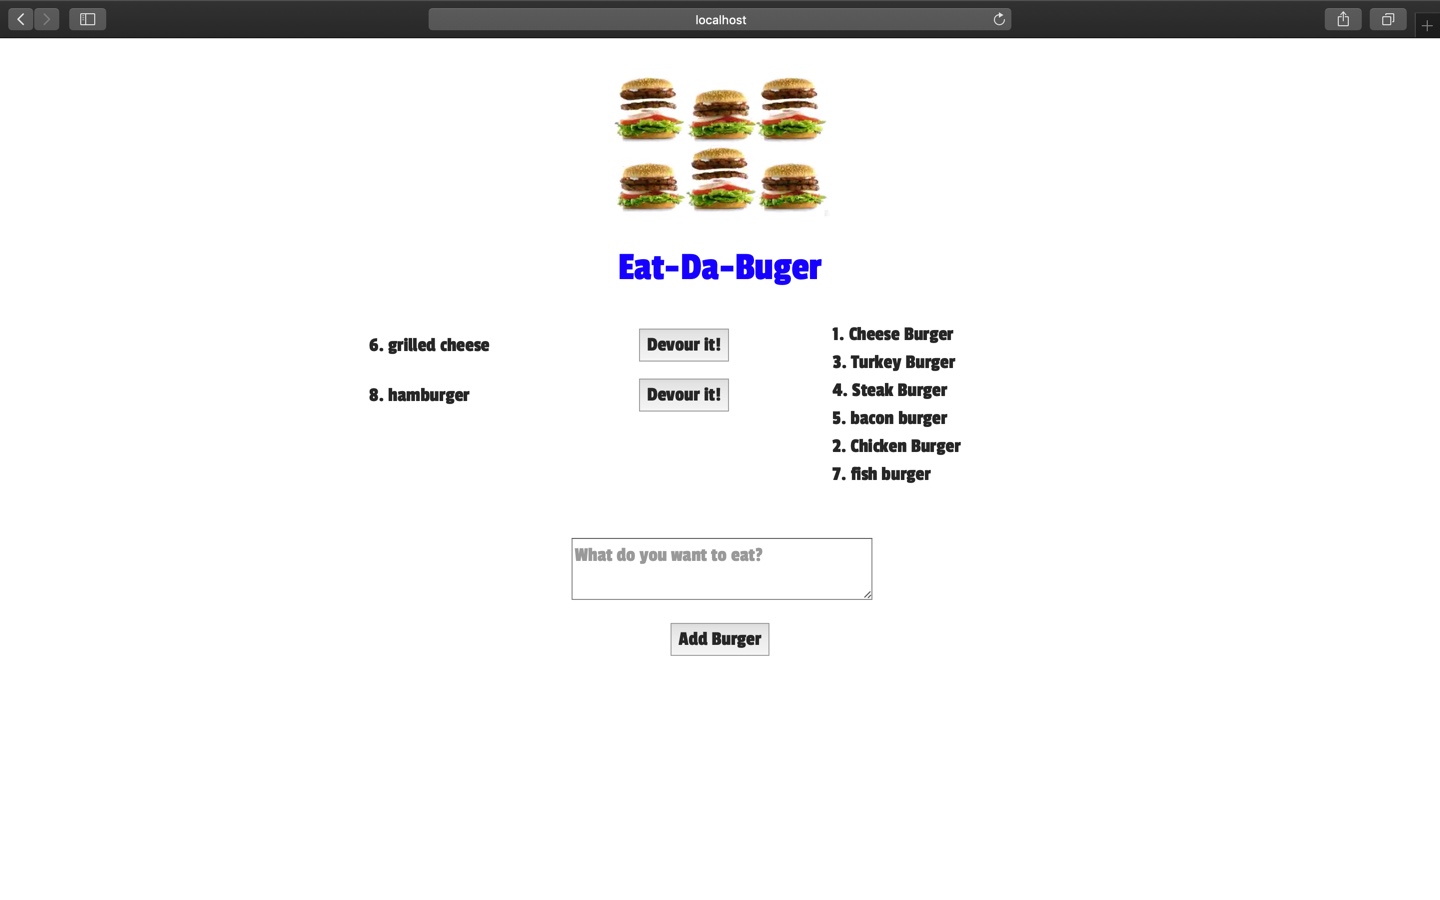 localhost
Eat-Da-Buger
6. grilled cheese
Devour it!
8. hamburger
Devour it!
1. Cheese Burger
3. Turkey Burger
4. Steak Burger
5. bacon burger
2. Chicken Burger
7. fish burger
What do you want to eat?
Add Burger